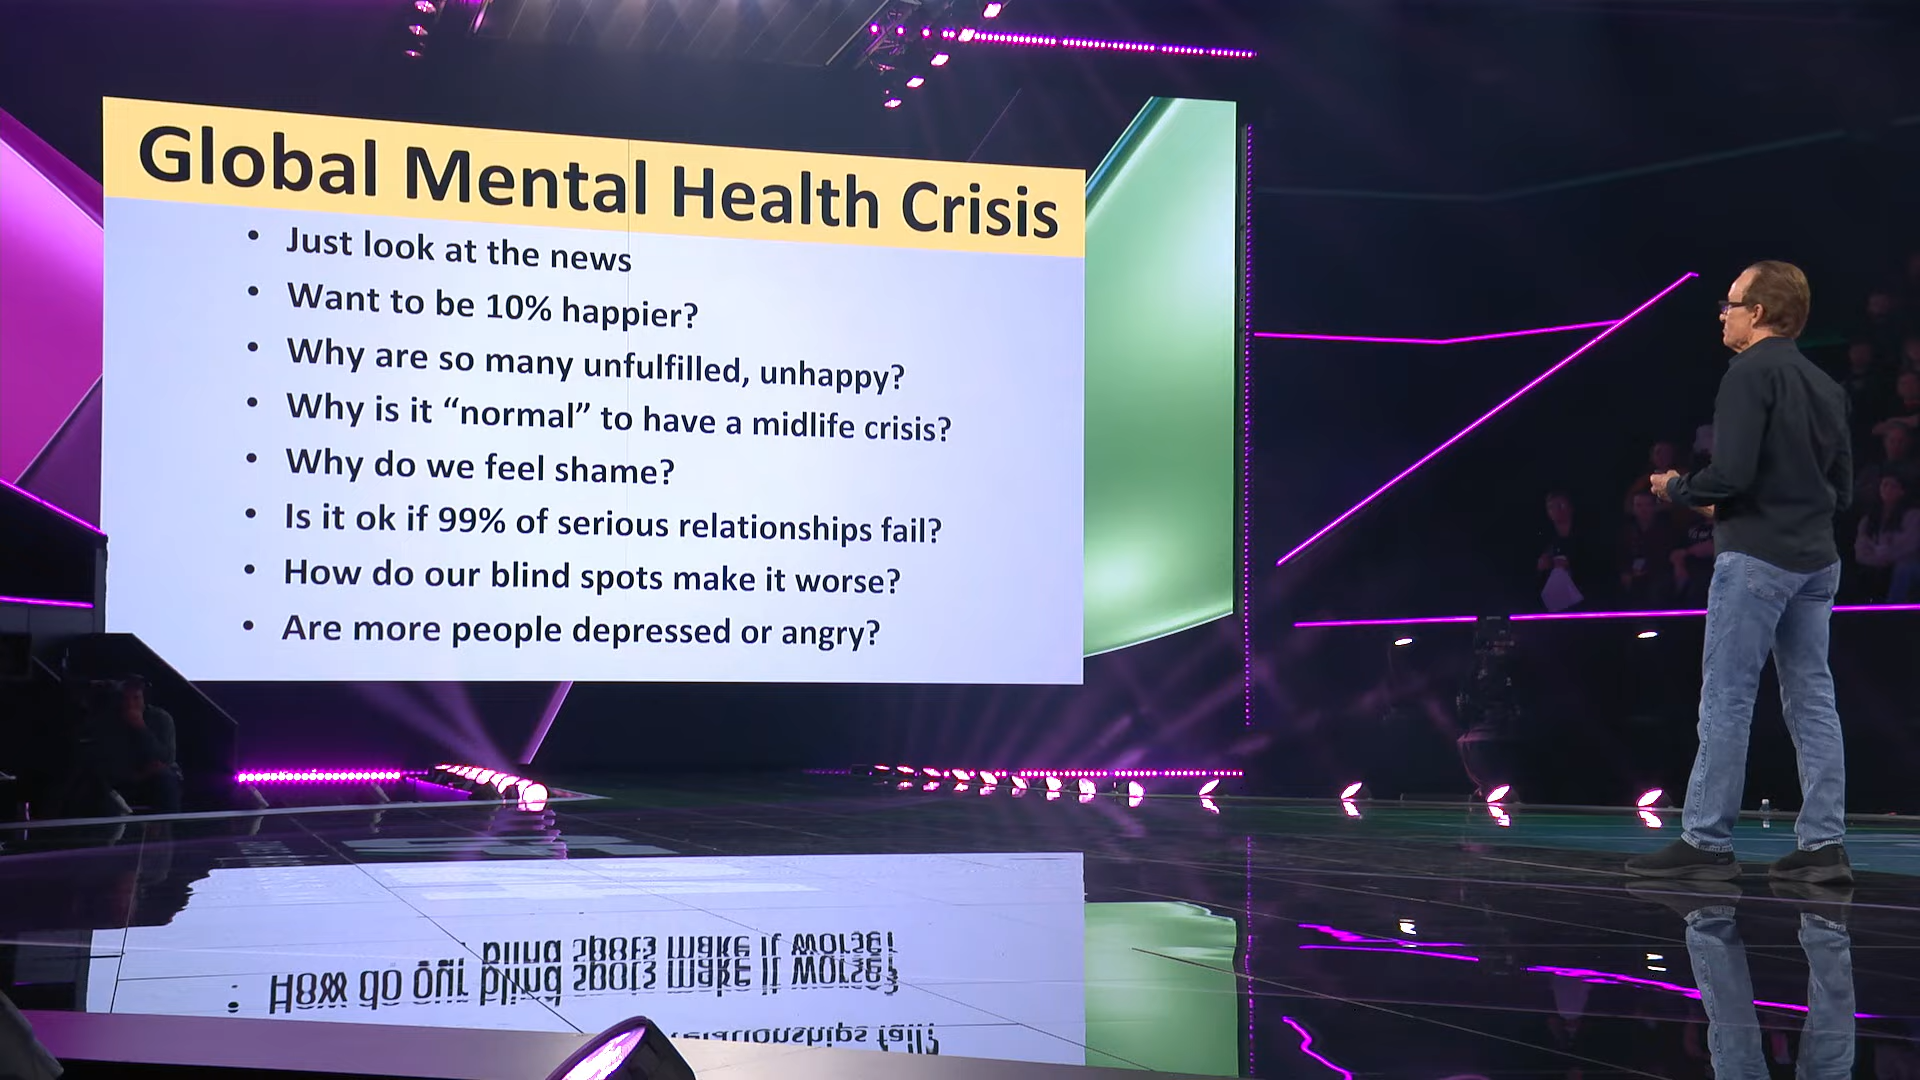 Global Mental Health Crisis
• Just look at the news
• Want to be 10% happier?
• Why are so many unfulfilled, unhappy?
• Why is it “normal” to have a midlife crisis?
• Why do we feel shame?
• Is it ok if 99% of serious relationships fail?
• How do our blind spots make it worse?
• Are more people depressed or angry?